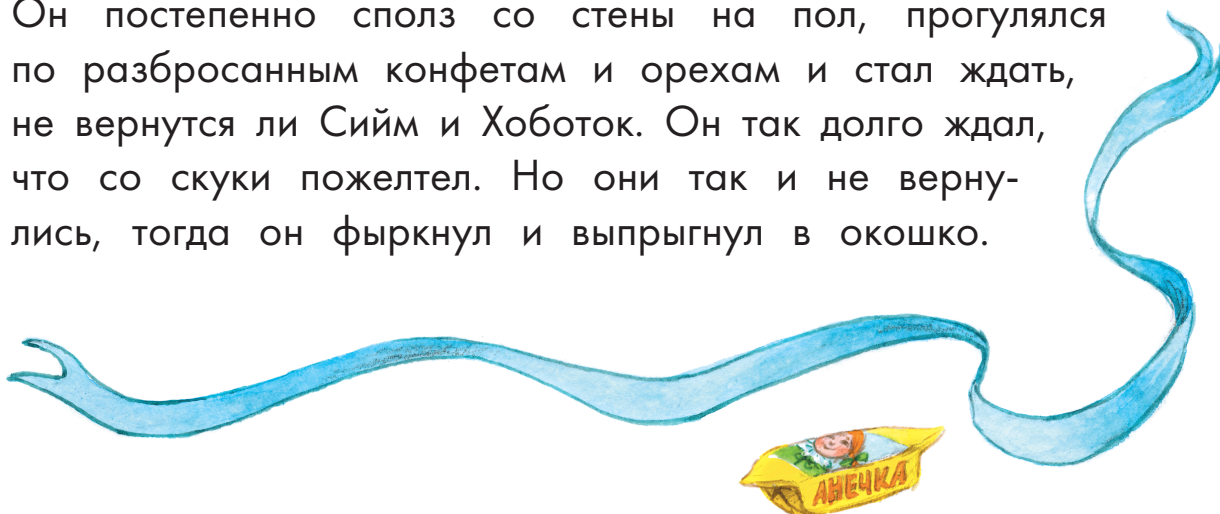 Он постепенно сполз со стены на пол, прогулялся
по разбросанным конфетам и орехам и стал ждать,
не вернутся ли Сийм и Хоботок. Он так долго ждал,
что со скуки пожелтел. Но они так и не верну-
лись, тогда он фыркнул и выпрыгнул в окошко.
АНЕЧКА